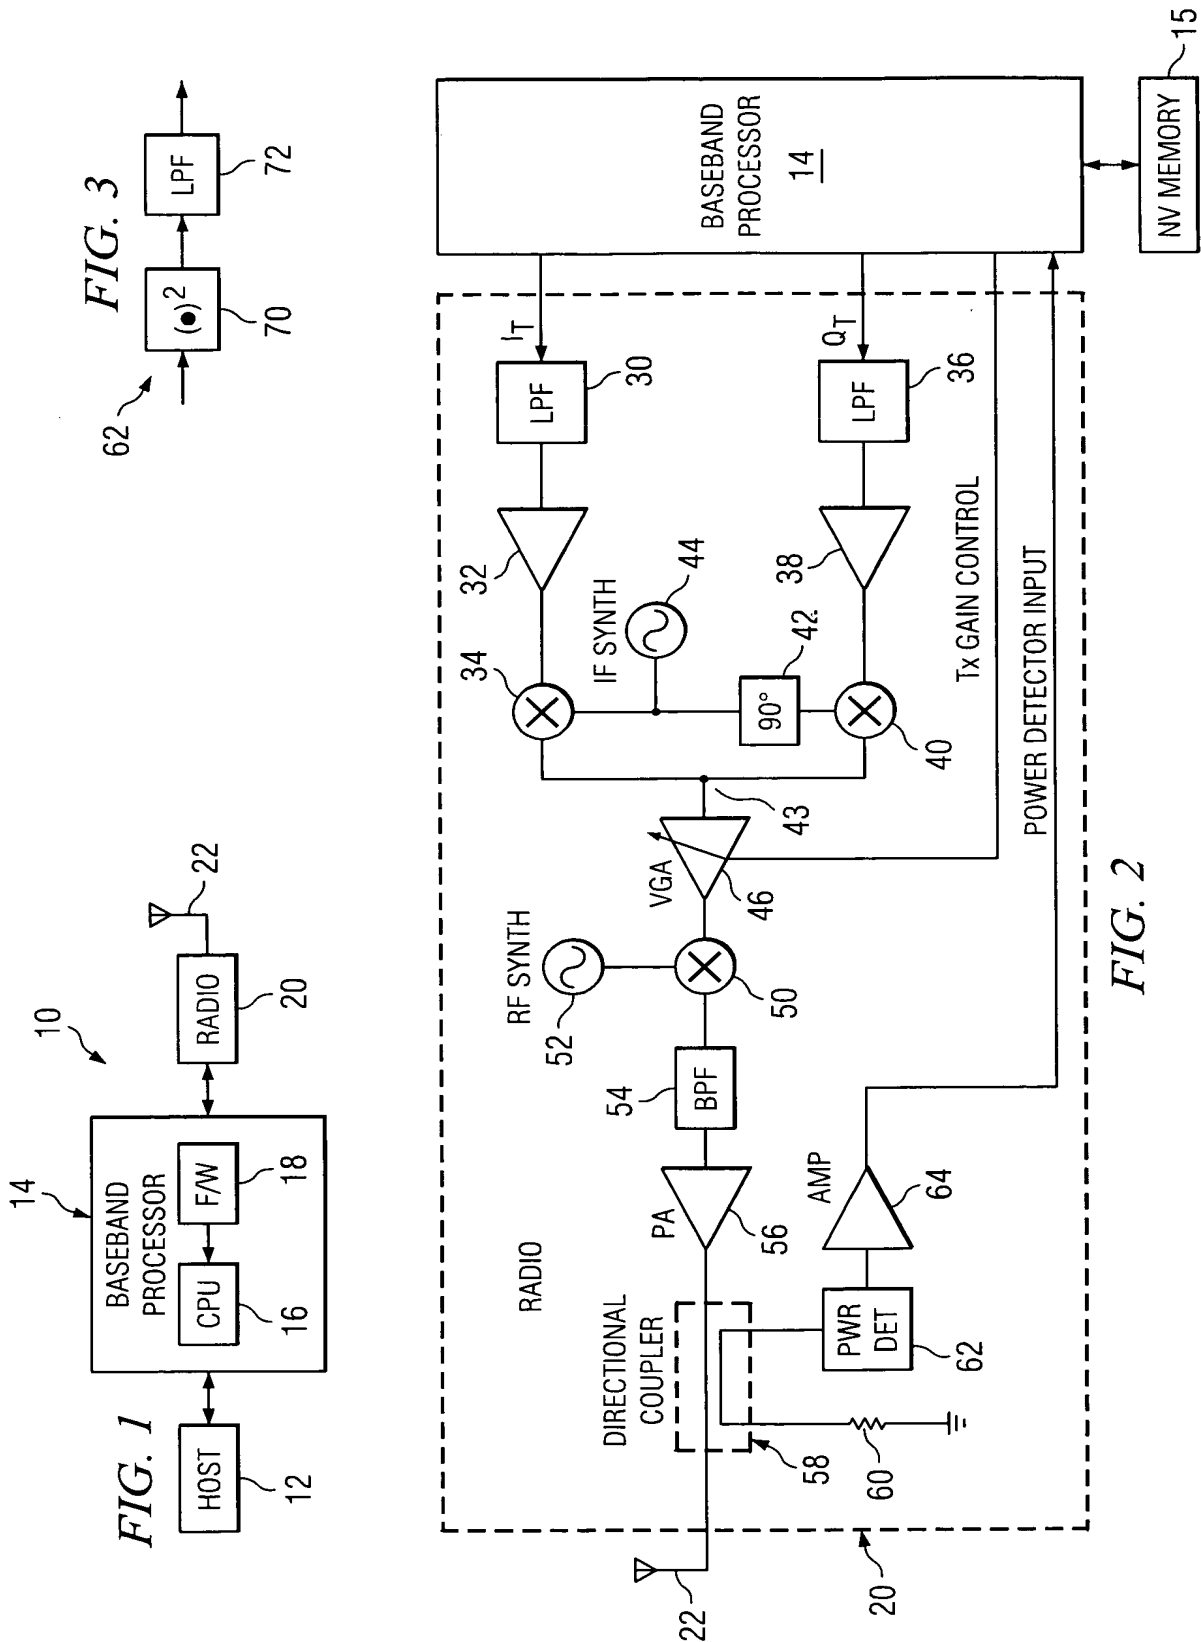 FIG. 1
10
HOST
12
14
BASEBAND
PROCESSOR
CPU
16
F/W
18
RADIO
20
22
FIG. 3
62
(●)2
70
LPF
72
FIG. 2
22
20
RADIO
DIRECTIONAL
COUPLER
58
60
PWR
DET
62
AMP
64
PA
56
54
BPF
RF SYNTH
52
50
VGA
46
43
34
IF SYNTH
44
90°
42
40
32
38
LPF
30
LPF
36
IT
QT
Tx GAIN CONTROL
POWER DETECTOR INPUT
BASEBAND
PROCESSOR
14
NV MEMORY
15